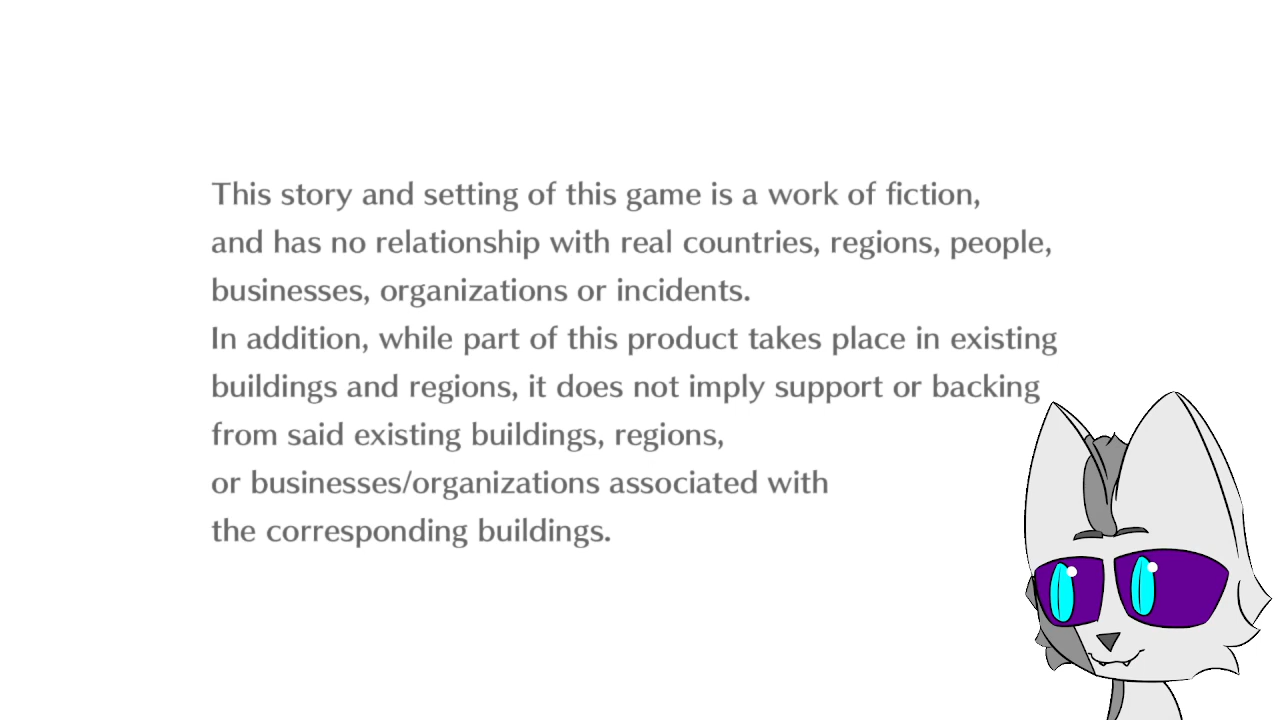 This story and setting of this game is a work of fiction,
and has no relationship with real countries, regions, people,
businesses, organizations or incidents.
In addition, while part of this product takes place in existing
buildings and regions, it does not imply support or backing
from said existing buildings, regions,
or businesses/organizations associated with
the corresponding buildings.